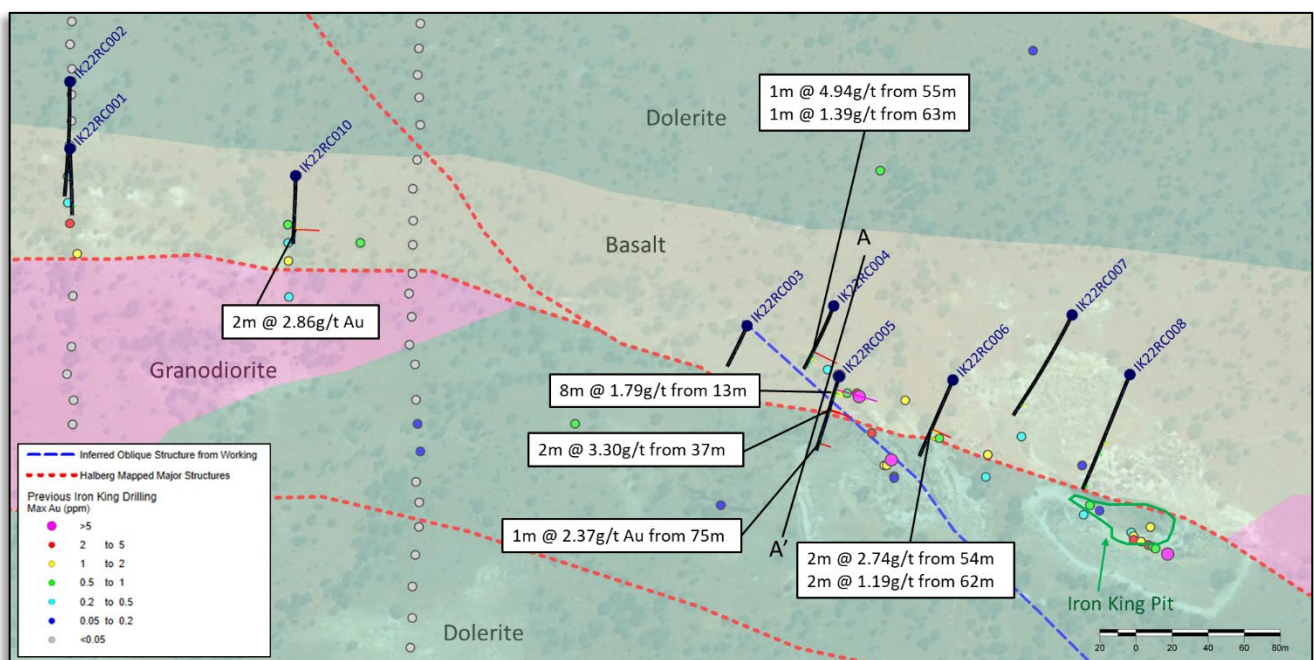 IK22RC002
IK22RC001
IK22RC010
Dolerite
1m @ 4.94g/t from 55m
1m @ 1.39g/t from 63m
Basalt
A
IK22RC003
IK22RC004
IK22RC005
IK22RC006
IK22RC007
IK22RC008
2m @ 2.86g/t Au
Granodiorite
8m @ 1.79g/t from 13m
2m @ 3.30g/t from 37m
1m @ 2.37g/t Au from 75m
A'
2m @ 2.74g/t from 54m
2m @ 1.19g/t from 62m
Iron King Pit
Dolerite
Inferred Oblique Structure from Working
Halberg Mapped Major Structures
Previous Iron King Drilling
Max Au (ppm)
>5
2 to 5
1 to 2
0.5 to 1
0.2 to 0.5
0.05 to 0.2
<0.05
20 0 20 40 60 80m